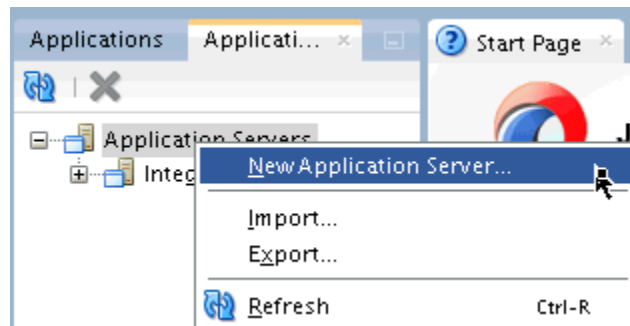 Applications Applicati... Start Page
Application Servers
Integ
New Application Server...
Import...
Export...
Refresh Ctrl-R